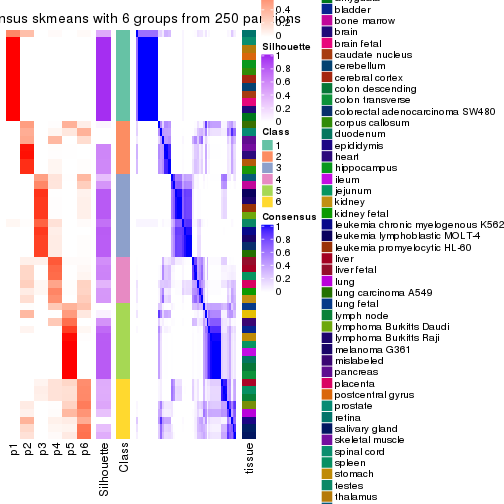 nsus skmeans with 6 groups from 250 par
ons
0.4
0.2
0
Silhouette
1
0.8
0.6
0.4
0.2
0
Class
1
2
3
4
5
6
Consensus
1
0.8
0.6
0.4
0.2
0
p1
p2
p3
p4
p5
p6
Silhouette
Class
tissue
bladder
bone marrow
brain
brain fetal
caudate nucleus
cerebellum
cerebral cortex
colon descending
colon transverse
colorectal adenocarcinoma SW480
corpus callosum
duodenum
epididymis
heart
hippocampus
ileum
jejunum
kidney
kidney fetal
leukemia chronic myelogenous K562
leukemia lymphoblastic MOLT-4
leukemia promyelocytic HL-60
liver
liver fetal
lung
lung carcinoma A549
lung fetal
lymph node
lymphoma Burkitts Daudi
lymphoma Burkitts Raji
melanoma G361
mislabeled
pancreas
placenta
postcentral gyrus
prostate
retina
salivary gland
skeletal muscle
spinal cord
spleen
stomach
testes
thalamus